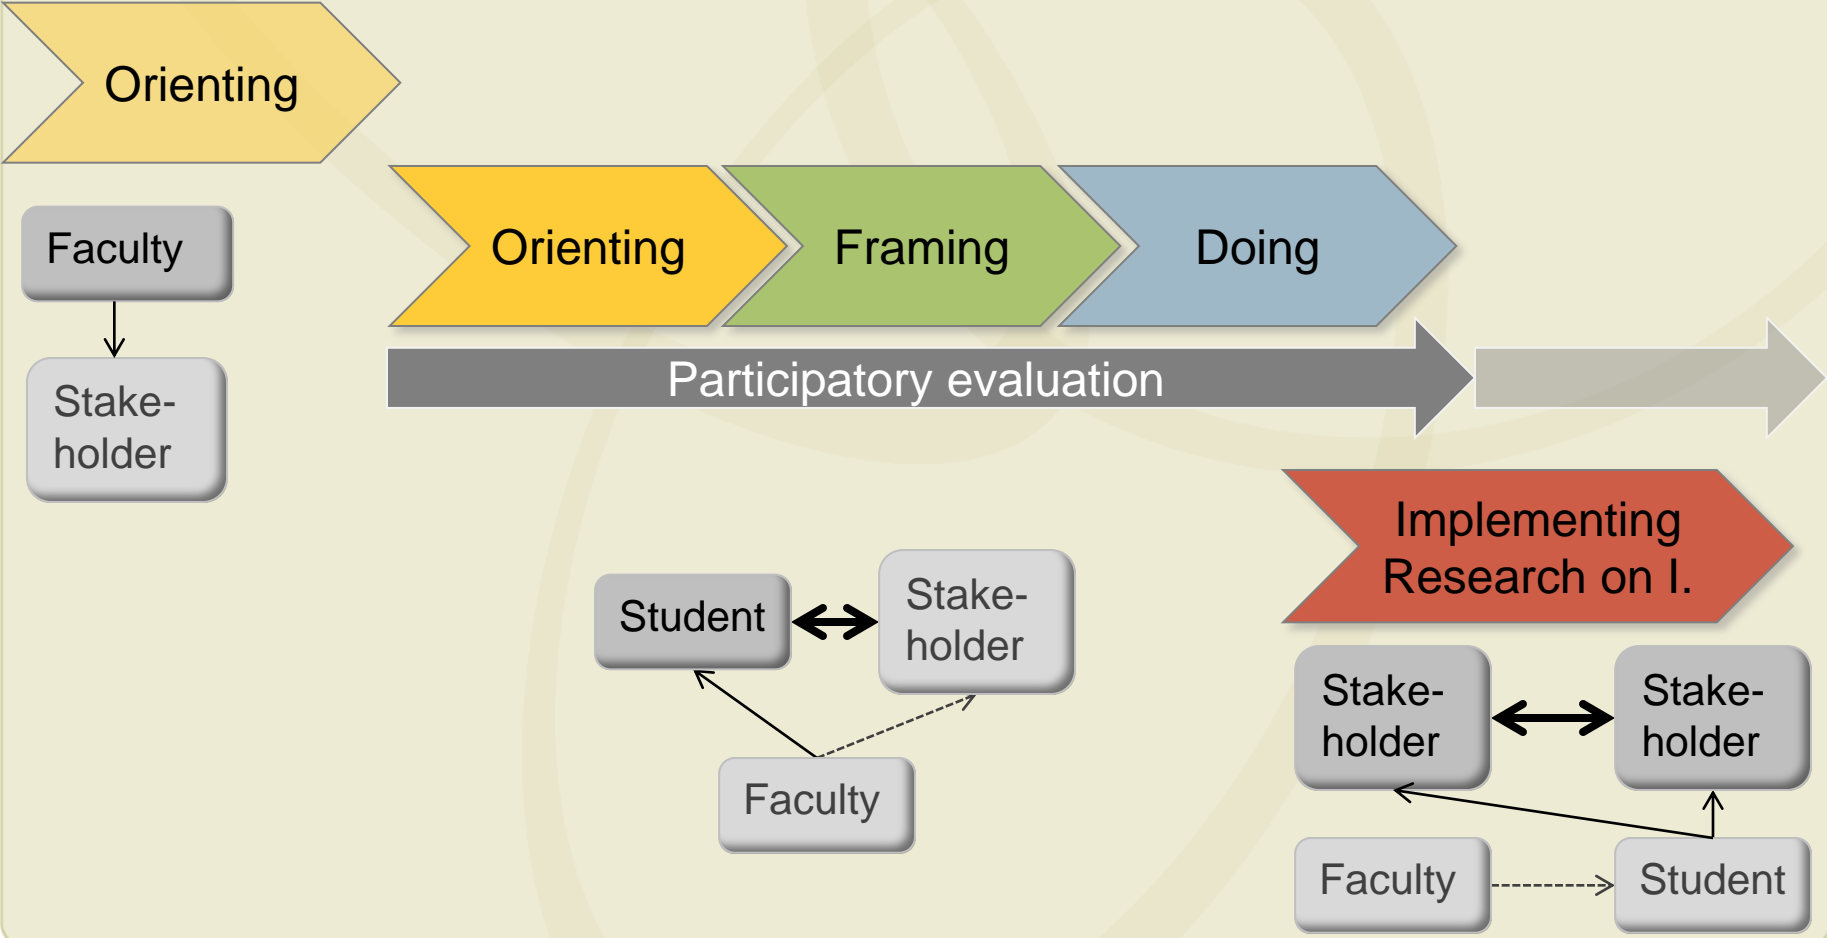 Orienting
Faculty
Stake-
holder
Orienting
Framing
Doing
Participatory evaluation
Student
Stake-
holder
Faculty
Implementing
Research on I.
Stake-
holder
Stake-
holder
Faculty
Student